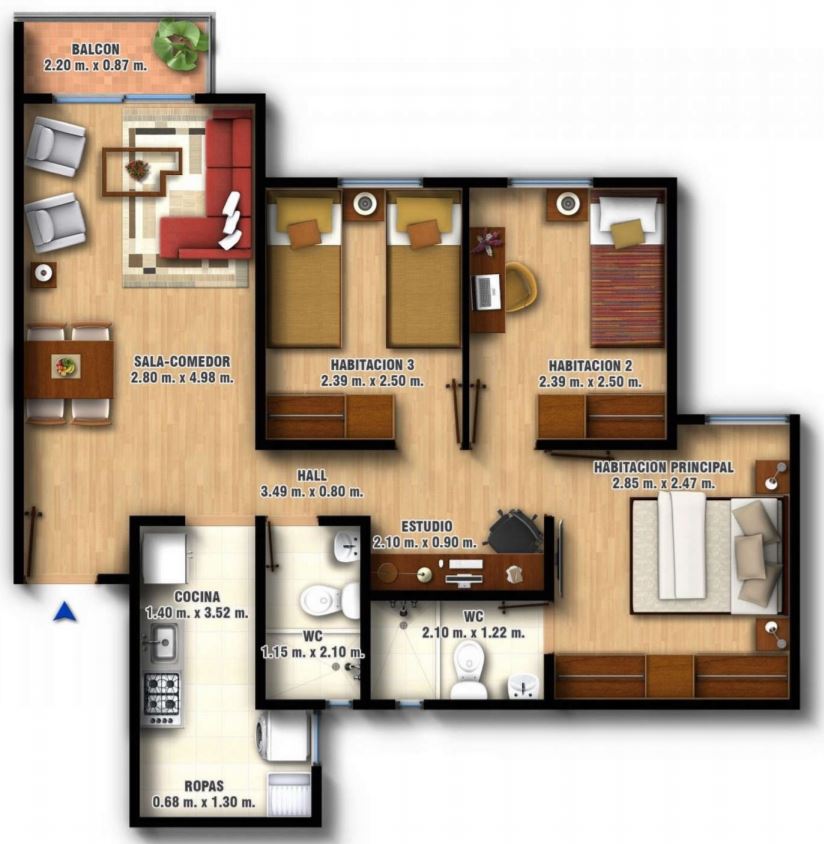 BALCON
2.20 m. x 0.87 m.
SALA-COMEDOR
2.80 m. x 4.98 m.
HABITACION 3
2.39 m. x 2.50 m.
HABITACION 2
2.39 m. x 2.50 m.
HABITACION PRINCIPAL
2.85 m. x 2.47 m.
HALL
3.49 m. x 0.80 m.
ESTUDIO
2.10 m. x 0.90 m.
COCINA
1.40 m. x 3.52 m.
WC
1.15 m. x 2.10 m.
WC
2.10 m. x 1.22 m.
ROPAS
0.68 m. x 1.30 m.